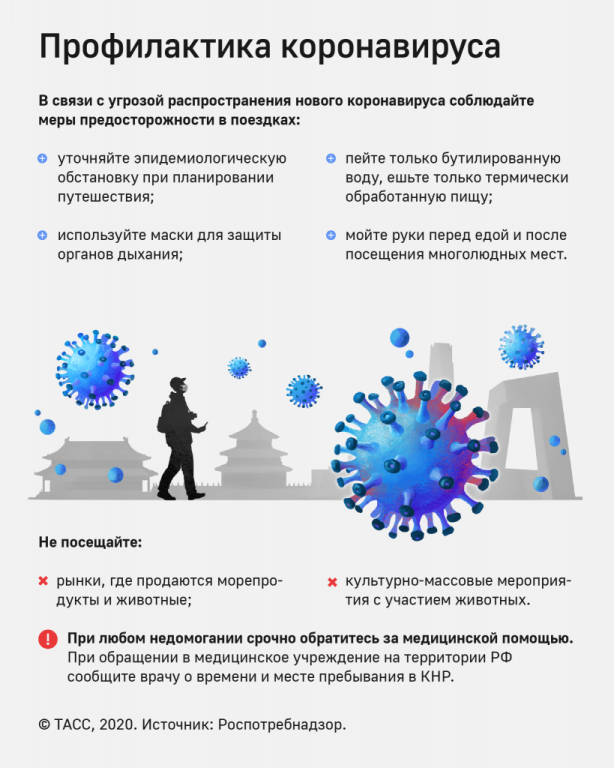 Профилактика коронавируса
В связи с угрозой распространения нового коронавируса соблюдайте
меры предосторожности в поездках:
уточняйте эпидемиологическую
обстановку при планировании
путешествия;
используйте маски для защиты
органов дыхания;
пейте только бутилированную
воду, ешьте только термически
обработанную пищу;
мойте руки перед едой и после
посещения многолюдных мест.
Не посещайте:
рынки, где продаются морепро-
дукты и животные;
культурно-массовые мероприя-
тия с участием животных.
При любом недомогании срочно обратитесь за медицинской помощью.
При обращении в медицинское учреждение на территории РФ
сообщите врачу о времени и месте пребывания в КНР.
© ТАСС, 2020. Источник: Роспотребнадзор.